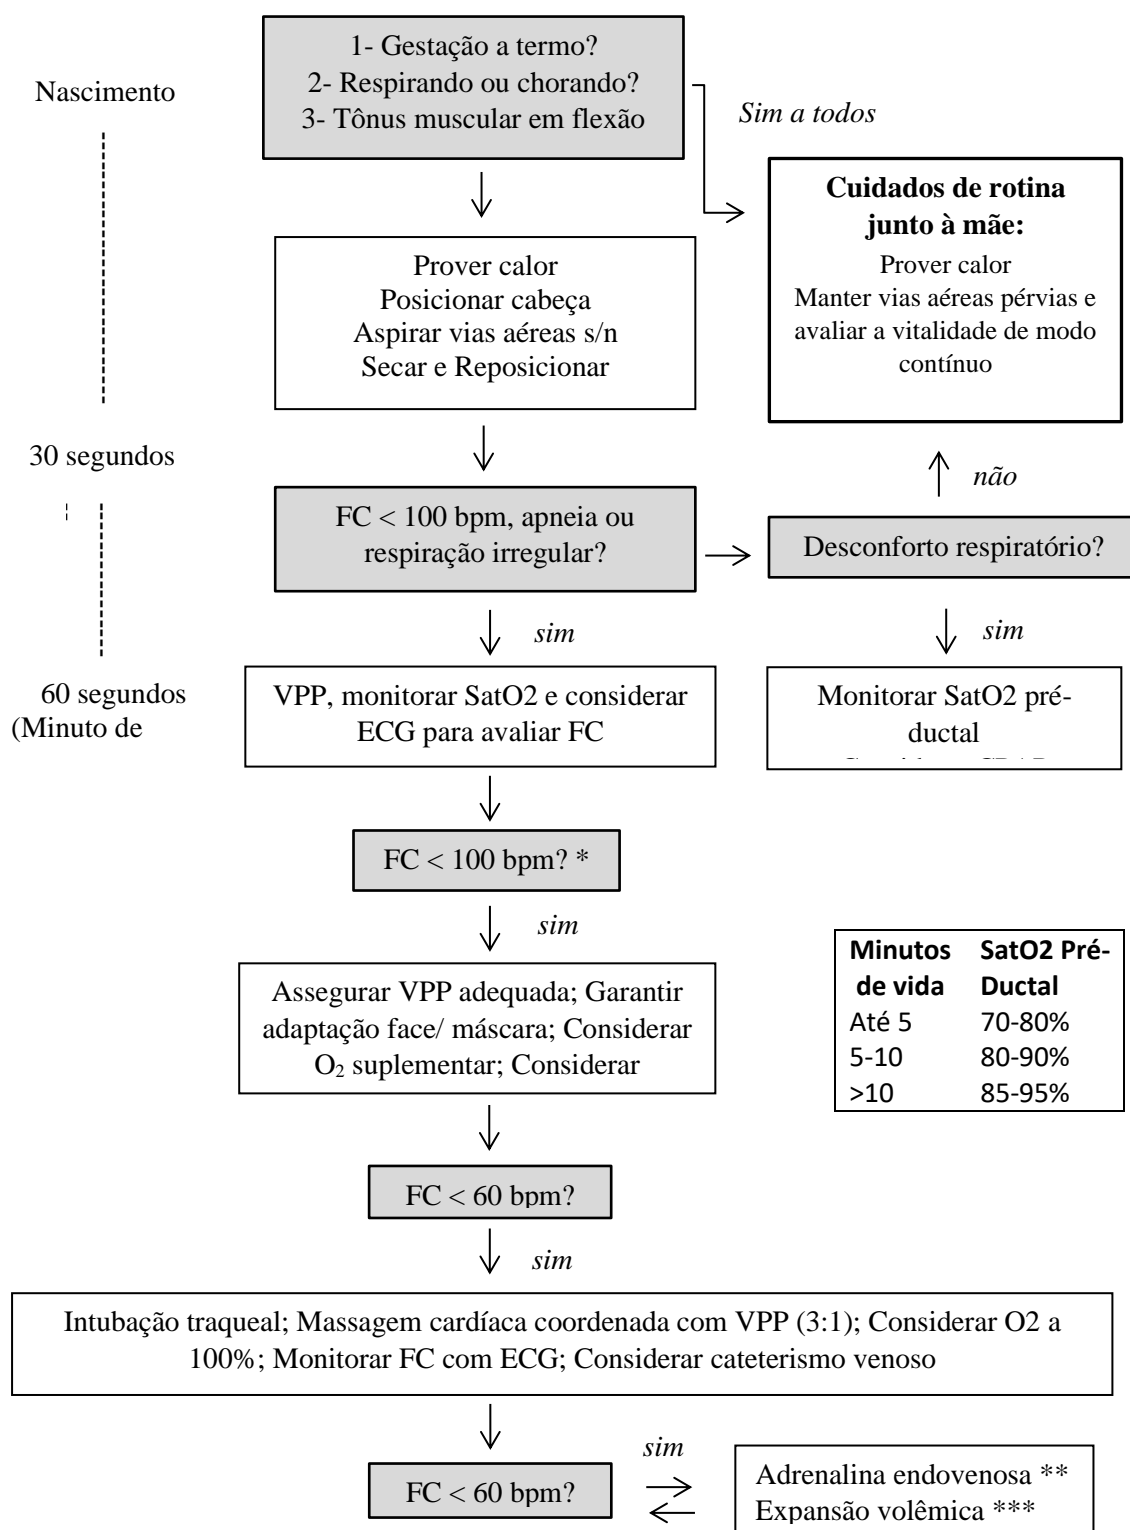 1- Gestação a termo?
2- Respirando ou chorando?
3- Tônus muscular em flexão
Nascimento
Sim a todos
Cuidados de rotina
junto à mãe:
Prover calor
Manter vias aéreas pérvias e
avaliar a vitalidade de modo
contínuo
Prover calor
Posicionar cabeça
Aspirar vias aéreas s/n
Secar e Reposicionar
30 segundos
não
FC < 100 bpm, apneia ou
respiração irregular?
Desconforto respiratório?
sim
sim
60 segundos
(Minuto de
VPP, monitorar SatO2 e considerar
ECG para avaliar FC
Monitorar SatO2 pré-
ductal
FC < 100 bpm? *
sim
Assegurar VPP adequada; Garantir
adaptação face/ máscara; Considerar
O₂ suplementar; Considerar
Minutos de vida SatO2 Pré-Ductal
Até 5 70-80%
5-10 80-90%
>10 85-95%
FC < 60 bpm?
sim
Intubação traqueal; Massagem cardíaca coordenada com VPP (3:1); Considerar O2 a
100%; Monitorar FC com ECG; Considerar cateterismo venoso
sim
FC < 60 bpm?
Adrenalina endovenosa **
Expansão volêmica ***